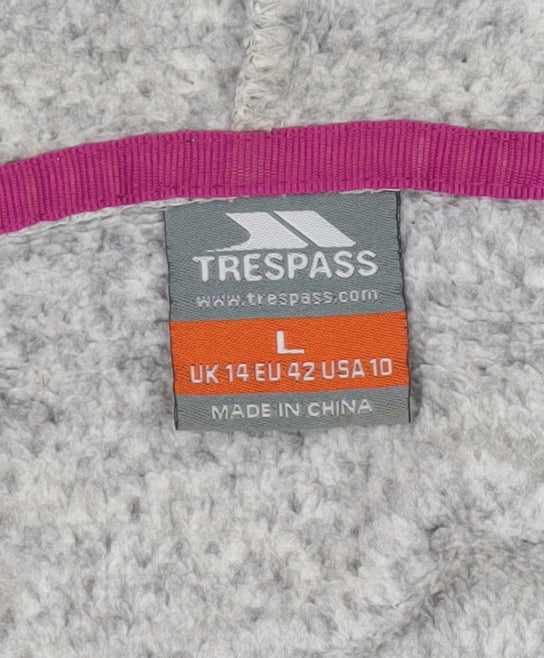 TRESPASS
www.trespass.com
L
UK 14 EU 42 USA 10
MADE IN CHINA